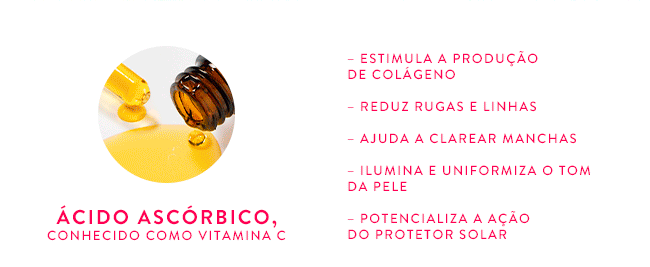 ÁCIDO ASCÓRBICO,
CONHECIDO COMO VITAMINA C
– ESTIMULA A PRODUÇÃO
DE COLÁGENO
– REDUZ RUGAS E LINHAS
– AJUDA A CLAREAR MANCHAS
– ILUMINA E UNIFORMIZA O TOM
DA PELE
– POTENCIALIZA A AÇÃO
DO PROTETOR SOLAR